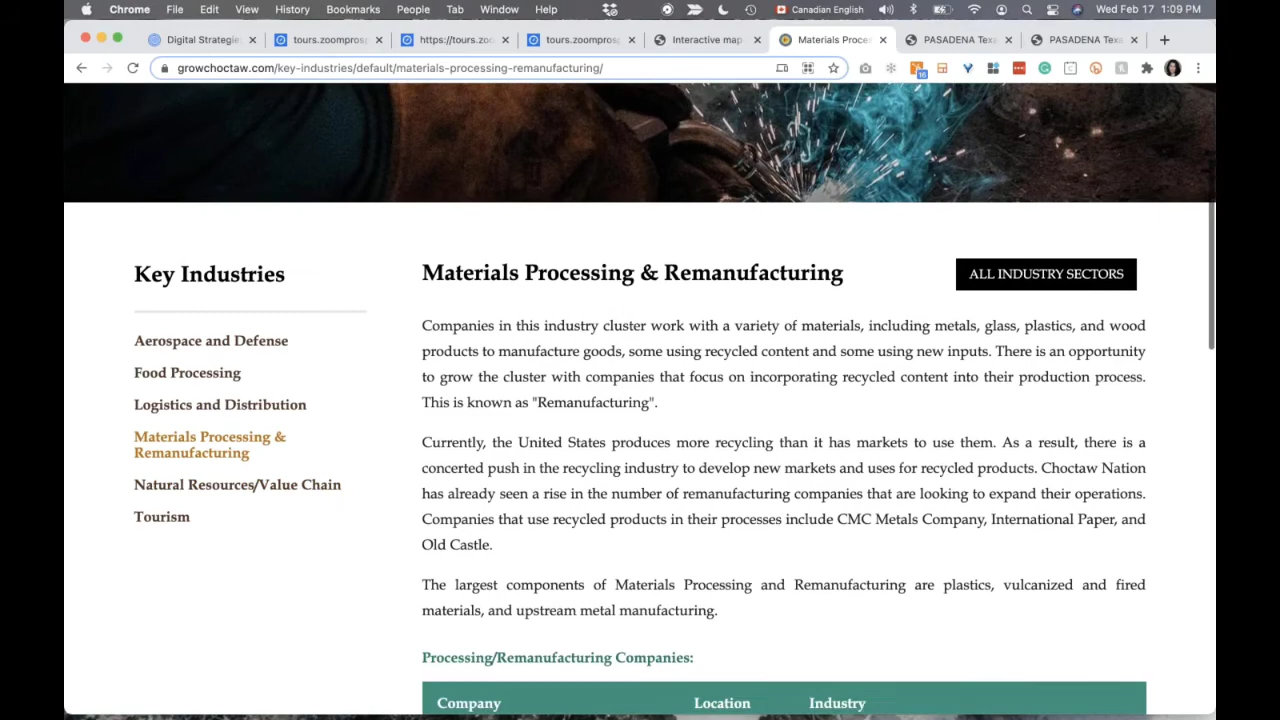 Chrome File Edit View History Bookmarks People Tab Window Help Canadian English Wed Feb 17 1:09 PM
Digital Strategie tours.zoompros https://tours.zoo tours.zoompros Interactive map Materials Proces PASADENA Texa PASADENA Texa
growchoctaw.com/key-industries/default/materials-processing-remanufacturing/
16
Key Industries
Aerospace and Defense
Food Processing
Logistics and Distribution
Materials Processing &
Remanufacturing
Natural Resources/Value Chain
Tourism
Materials Processing & Remanufacturing
ALL INDUSTRY SECTORS
Companies in this industry cluster work with a variety of materials, including metals, glass, plastics, and wood
products to manufacture goods, some using recycled content and some using new inputs. There is an opportunity
to grow the cluster with companies that focus on incorporating recycled content into their production process.
This is known as "Remanufacturing".
Currently, the United States produces more recycling than it has markets to use them. As a result, there is a
concerted push in the recycling industry to develop new markets and uses for recycled products. Choctaw Nation
has already seen a rise in the number of remanufacturing companies that are looking to expand their operations.
Companies that use recycled products in their processes include CMC Metals Company, International Paper, and
Old Castle.
The largest components of Materials Processing and Remanufacturing are plastics, vulcanized and fired
materials, and upstream metal manufacturing.
Processing/Remanufacturing Companies:
Company Location Industry